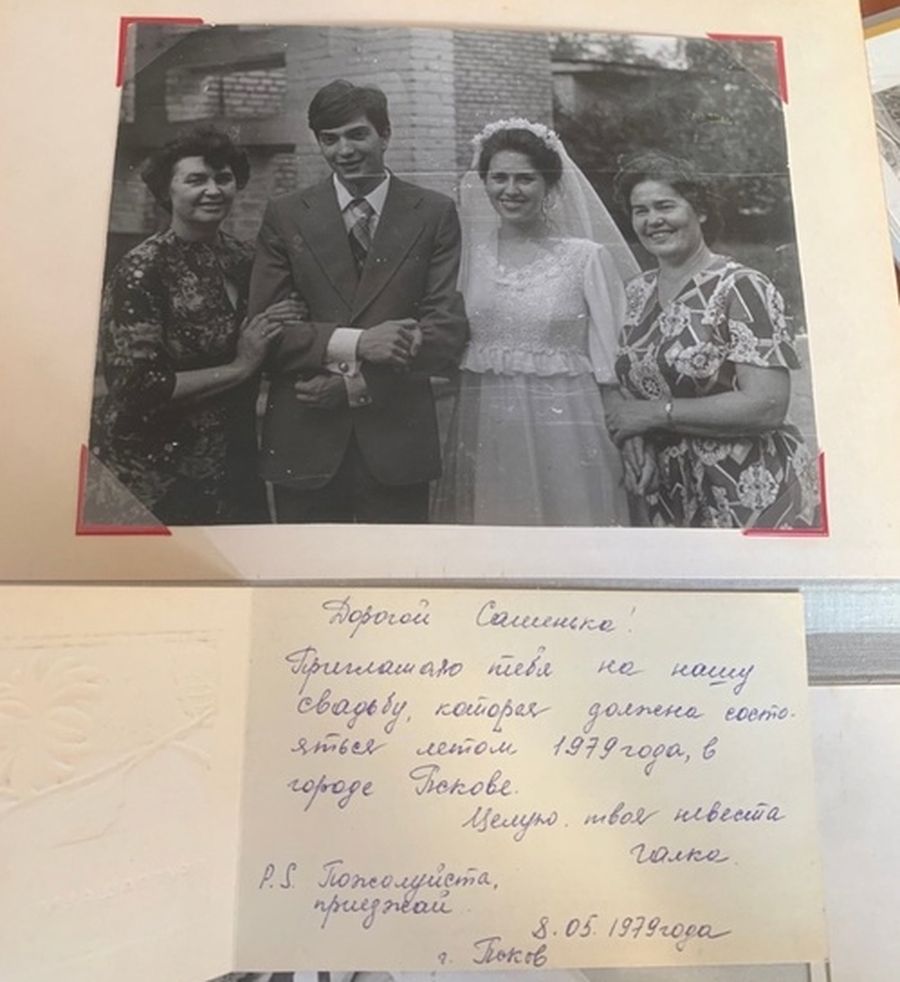 Дорогой Сашенька!
Приглашаю тебя на нашу
свадьбу, которая должна состо-
яться летом 1979 года, в
городе Пскове.
Целую. твоя невеста
Галка.
P.S. Пожалуйста,
приезжай
8.05.1979 года
г. Псков